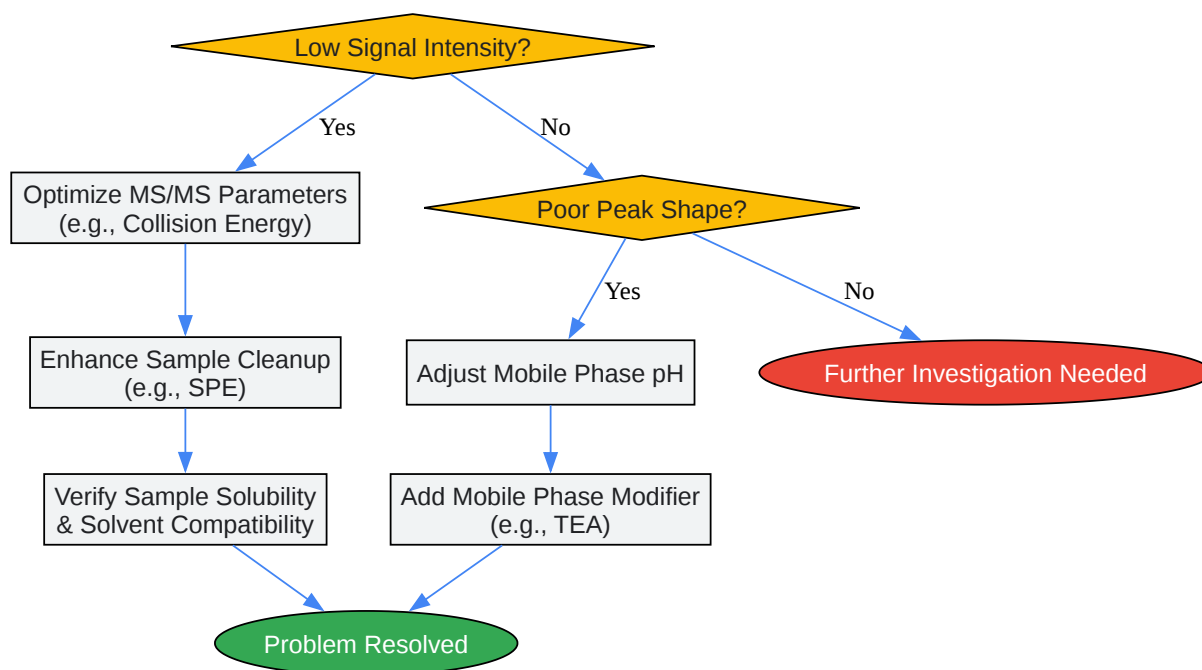 Low Signal Intensity?
Yes
No
Optimize MS/MS Parameters
(e.g., Collision Energy)
Poor Peak Shape?
Yes
No
Enhance Sample Cleanup
(e.g., SPE)
Adjust Mobile Phase pH
Further Investigation Needed
Verify Sample Solubility
& Solvent Compatibility
Add Mobile Phase Modifier
(e.g., TEA)
Problem Resolved